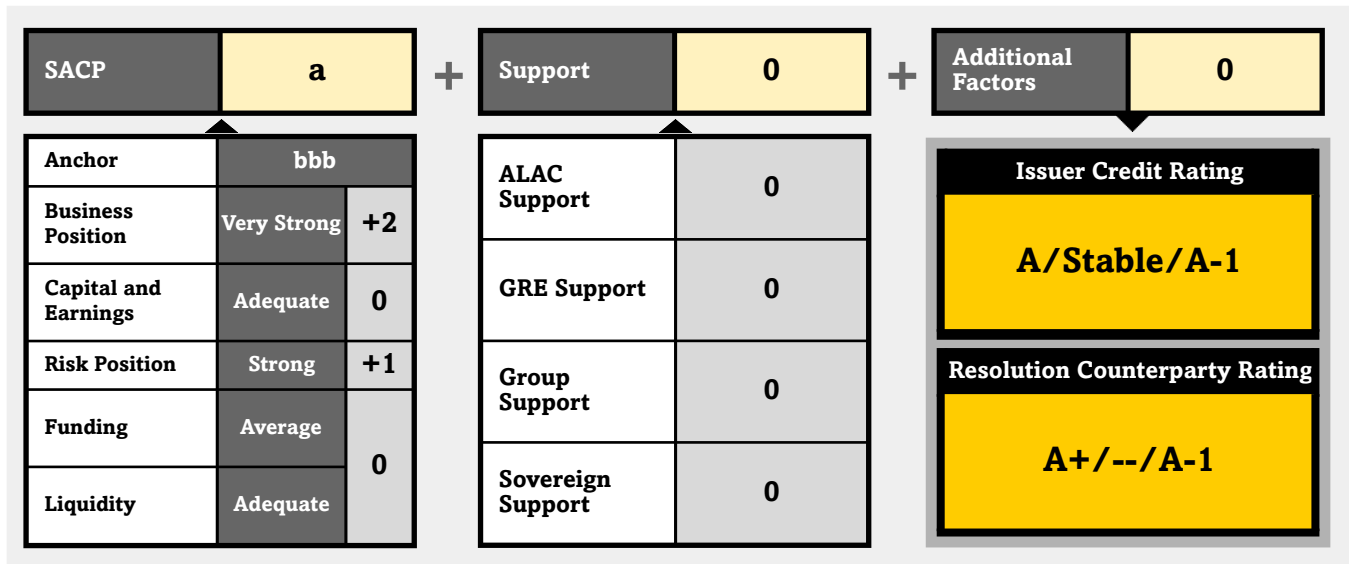 SACP
a
+
Support
0
+
Additional
Factors
0
Anchor
bbb
Business
Position
Very Strong
+2
Capital and
Earnings
Adequate
0
Risk Position
Strong
+1
Funding
Average
0
Liquidity
Adequate
ALAC
Support
0
GRE Support
0
Group
Support
0
Sovereign
Support
0
Issuer Credit Rating
A/Stable/A-1
Resolution Counterparty Rating
A+/--/A-1